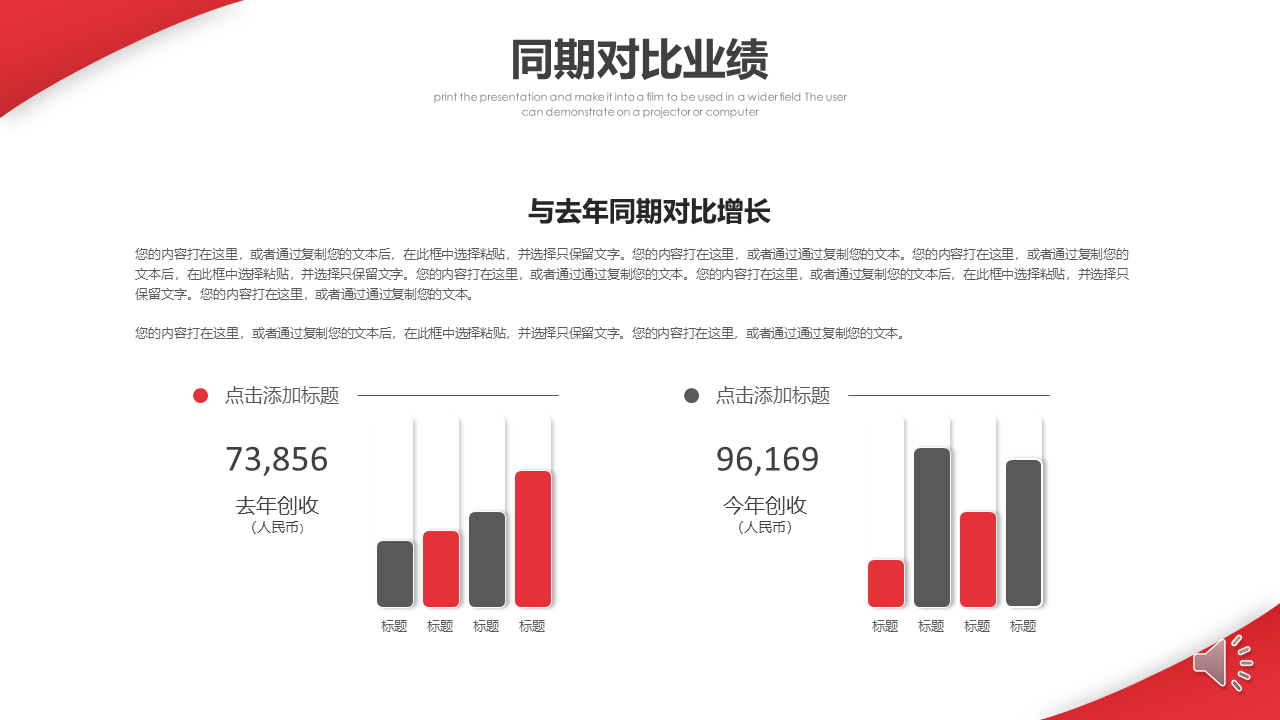 同期对比业绩
print the presentation and make it into a film to be used in a wider field The user
can demonstrate on a projector or computer
与去年同期对比增长
您的内容打在这里，或者通过复制您的文本后，在此框中选择粘贴，并选择只保留文字。您的内容打在这里，或者通过通过复制您的文本。您的内容打在这里，或者通过复制您的
文本后，在此框中选择粘贴，并选择只保留文字。您的内容打在这里，或者通过通过复制您的文本。您的内容打在这里，或者通过复制您的文本后，在此框中选择粘贴，并选择只
保留文字。您的内容打在这里，或者通过通过复制您的文本。
您的内容打在这里，或者通过复制您的文本后，在此框中选择粘贴，并选择只保留文字。您的内容打在这里，或者通过通过复制您的文本。
点击添加标题
73,856
去年创收
（人民币）
标题 标题 标题 标题
点击添加标题
96,169
今年创收
（人民币）
标题 标题 标题 标题